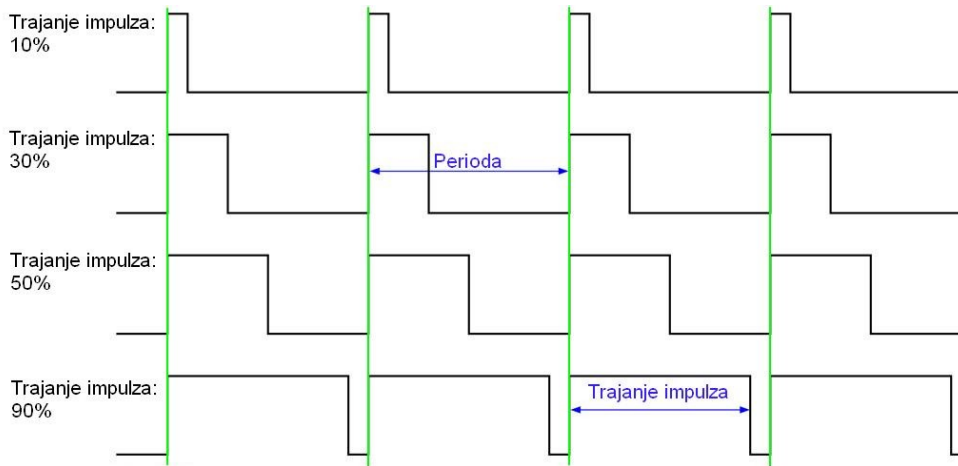 Trajanje impulza:
10%
Trajanje impulza:
30%
Perioda
Trajanje impulza:
50%
Trajanje impulza:
90%
Trajanje impulza